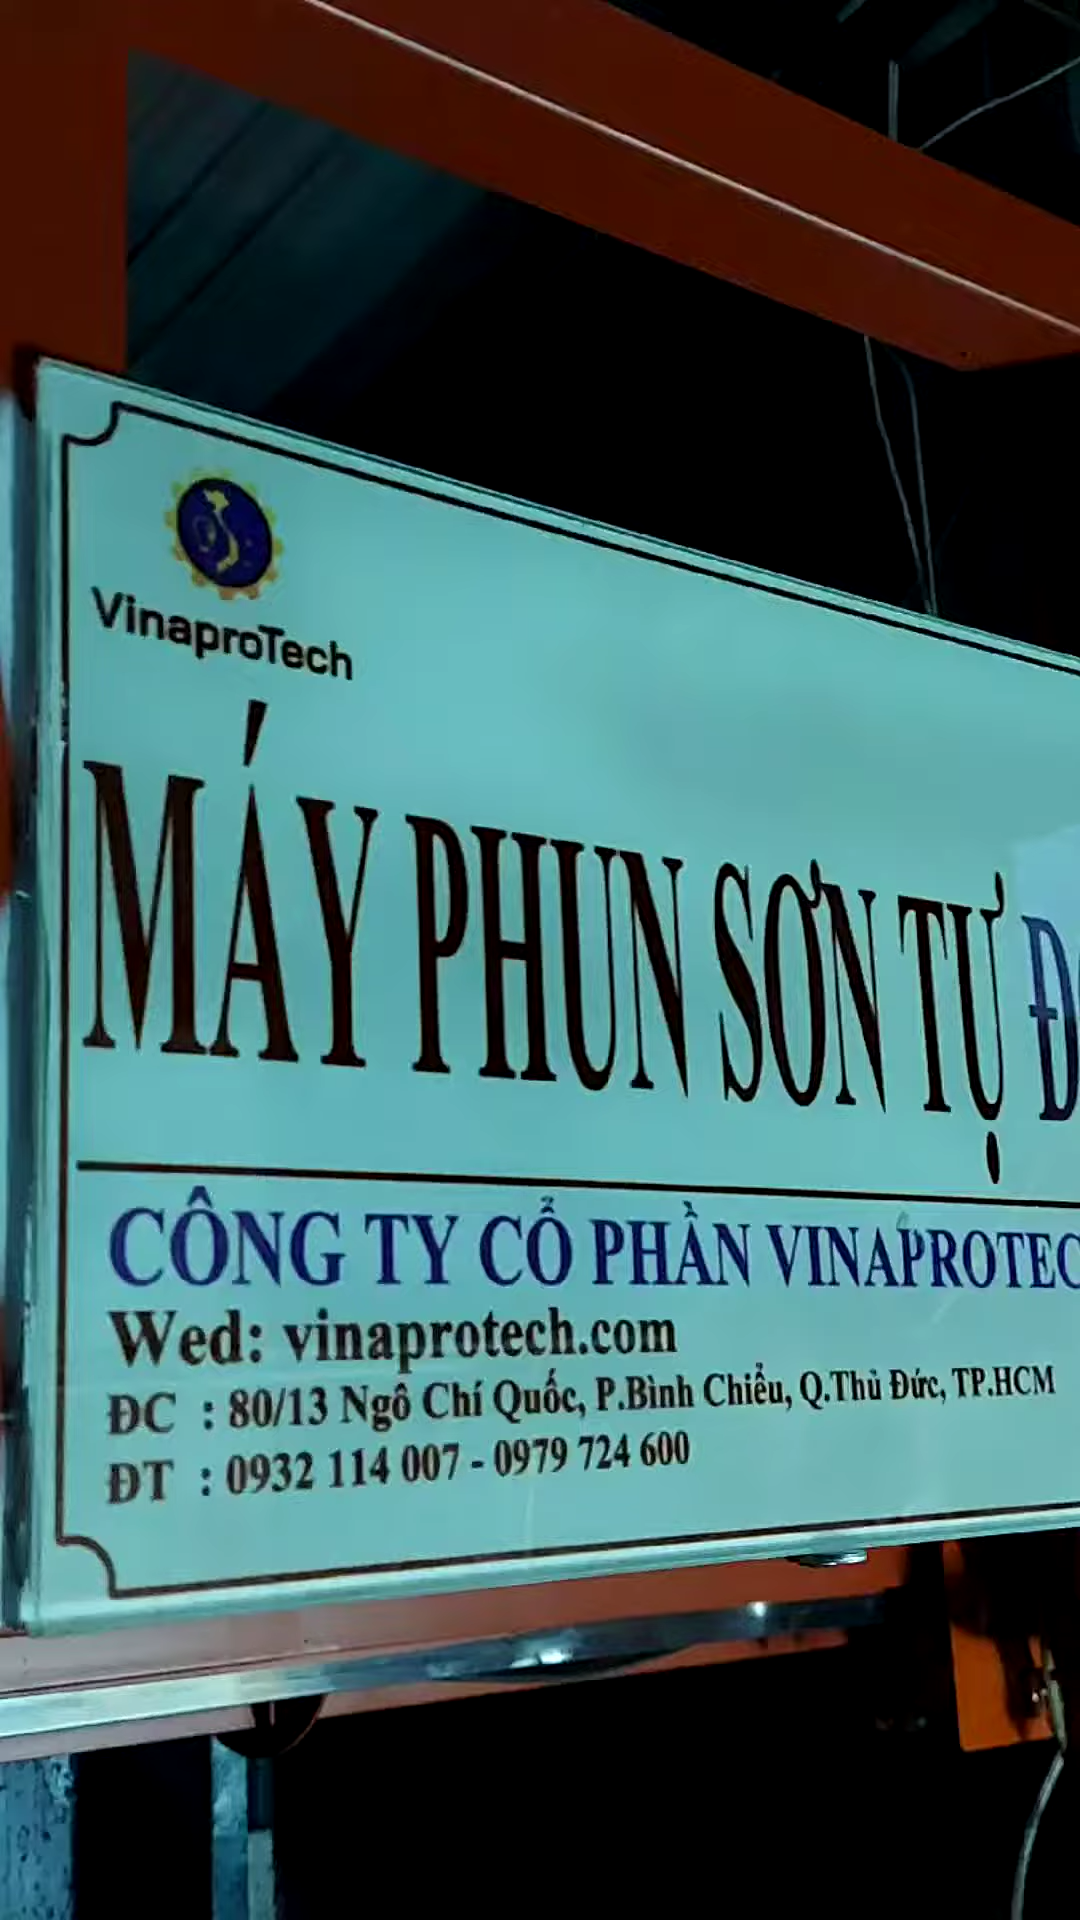 VinaproTech
MÁY PHUN SƠN TỰ Đ
CÔNG TY CỔ PHẦN VINAPROTEC
Wed: vinaprotech.com
ĐC : 80/13 Ngô Chí Quốc, P.Bình Chiểu, Q.Thủ Đức, TP.HCM
ĐT : 0932 114 007 - 0979 724 600